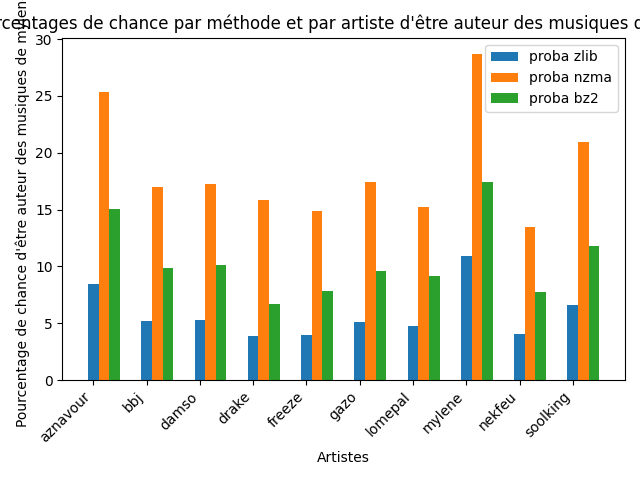 centages de chance par méthode et par artiste d'être auteur des musiques d
Pourcentage de chance d'être auteur des musiques de mylen
30
25
20
15
10
5
0
proba zlib
proba nzma
proba bz2
aznavour
bbj
damso
drake
freeze
gazo
lomepal
mylene
nekfeu
soolking
Artistes